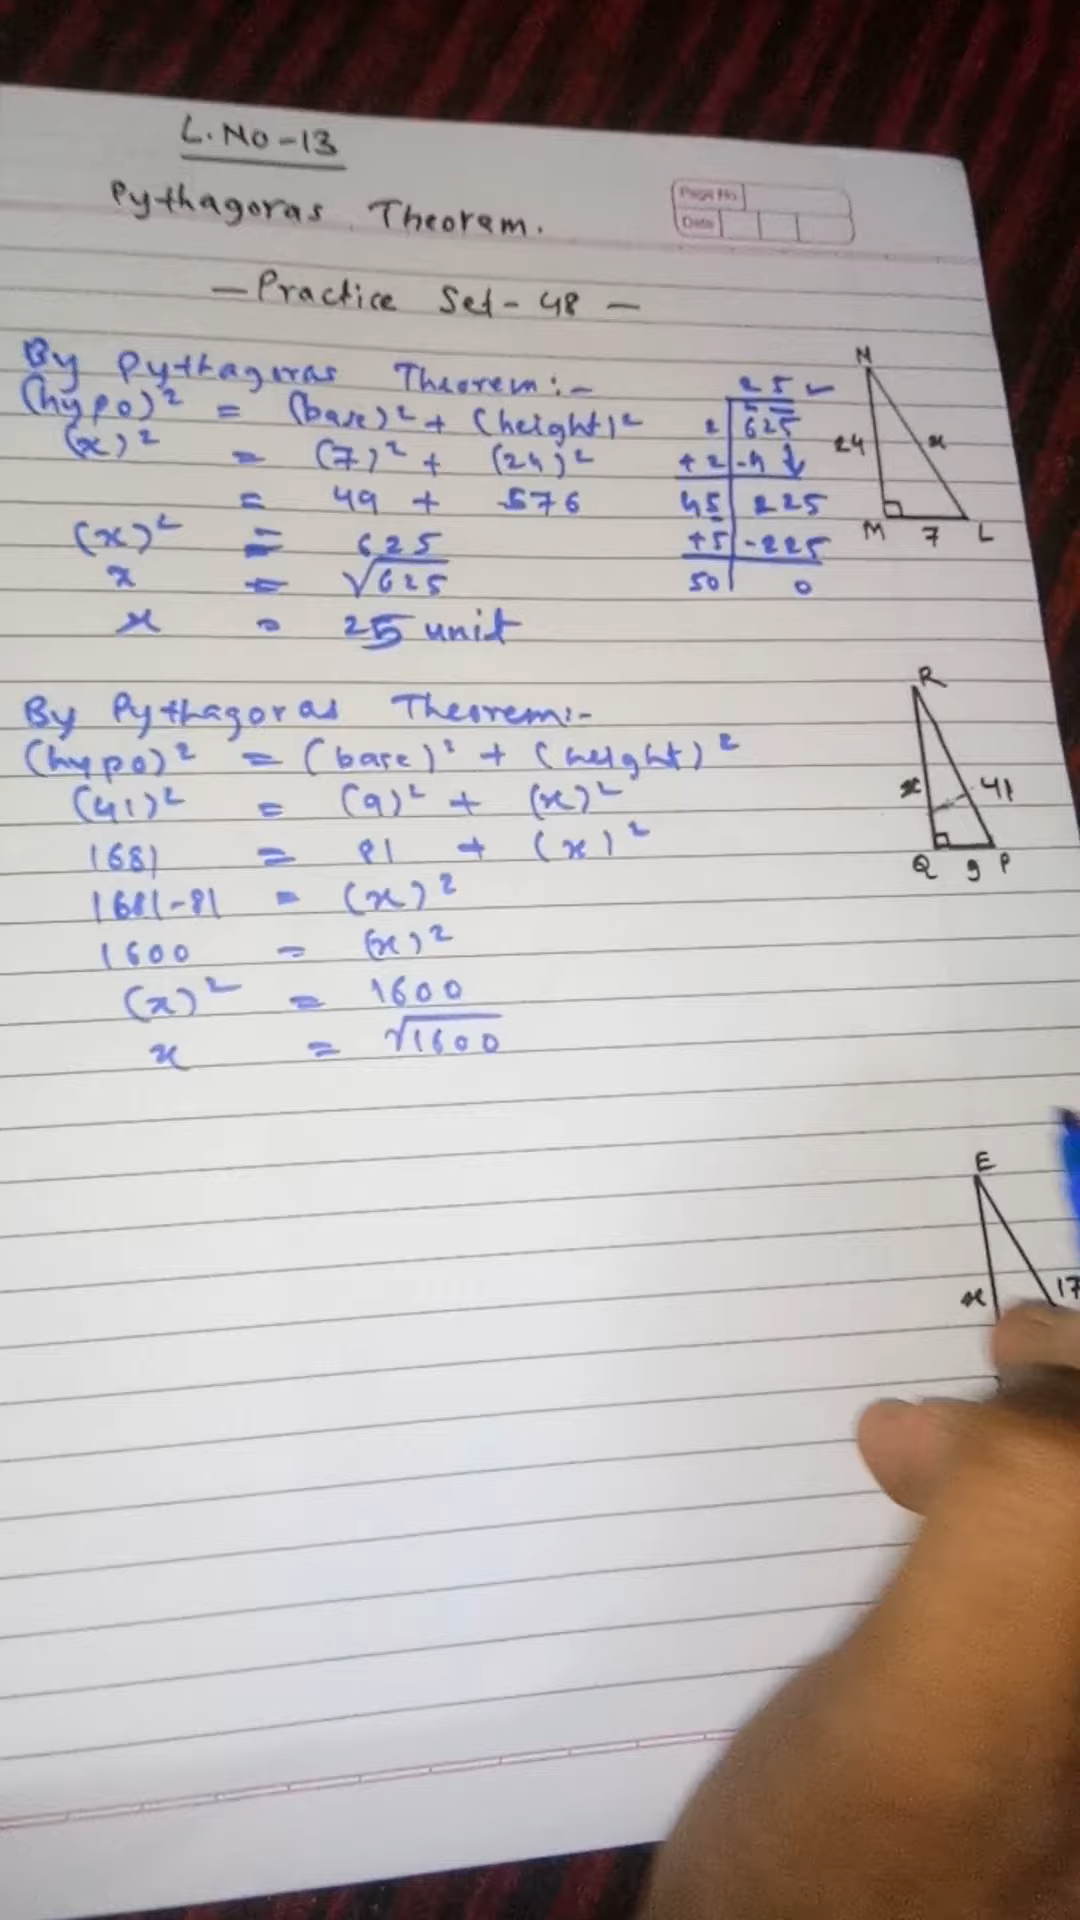 L.No-13
Pythagoras Theorem.
Page No
Date
- Practice Set - 48 -
By Pythagoras Theorem:-
(hypo)² = (base)² + (height)²
(x)² = (7)² + (24)²
= 49 + 576
(x)² = 625
x = √625
x = 25 unit
25
2 625
+2 -4 ↓
45 225
+5 -225
50 0
N
24 x
M 7 L
By Pythagoras Theorem:-
(hypo)² = (base)² + (height)²
(41)² = (9)² + (x)²
1681 = 81 + (x)²
1681-81 = (x)²
1600 = (x)²
(x)² = 1600
x = √1600
R
x 41
Q 9 P
E
x 17